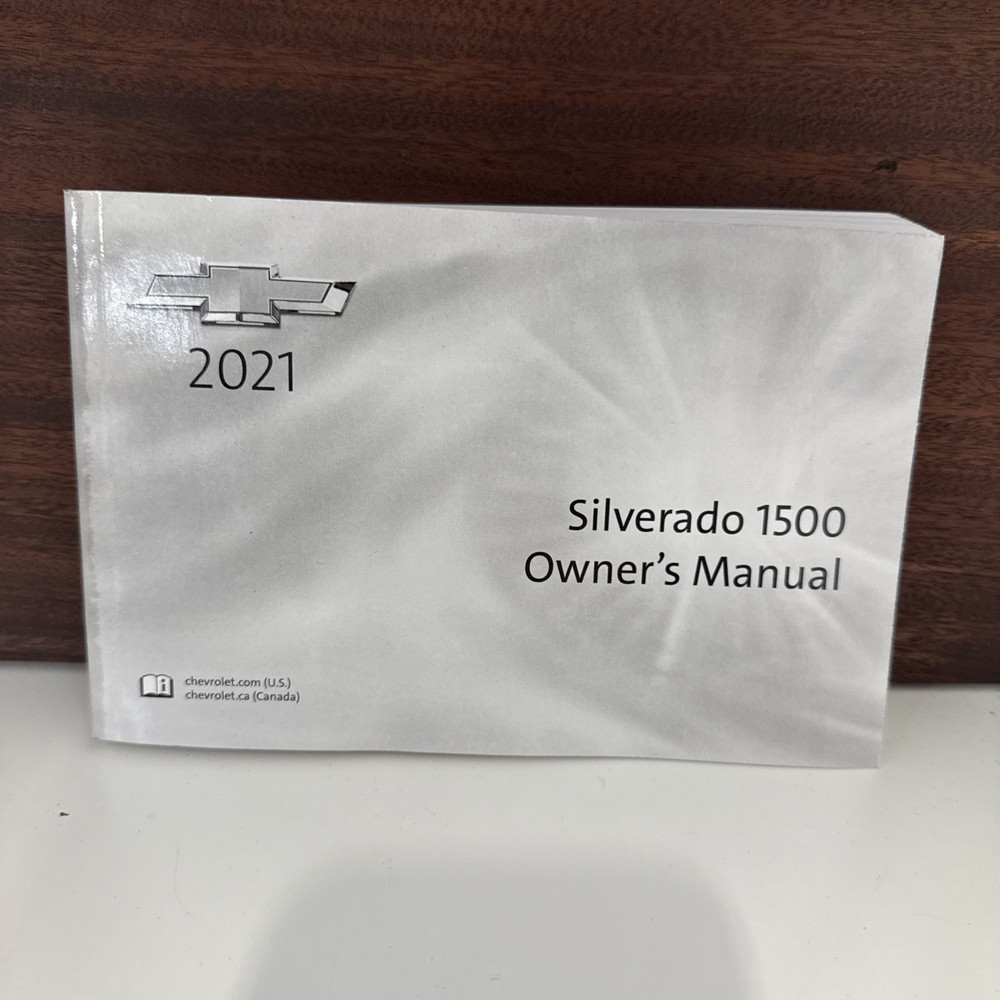 2021
Silverado 1500
Owner's Manual
chevrolet.com (U.S.)
chevrolet.ca (Canada)